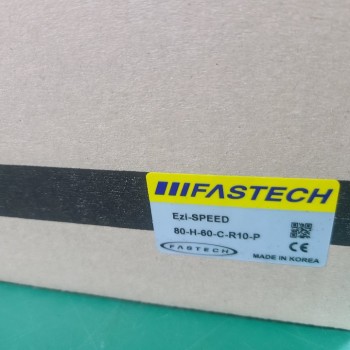 FASTECH
Ezi-SPEED
80-H-60-C-R10-P
FASTECH
CE
MADE IN KOREA